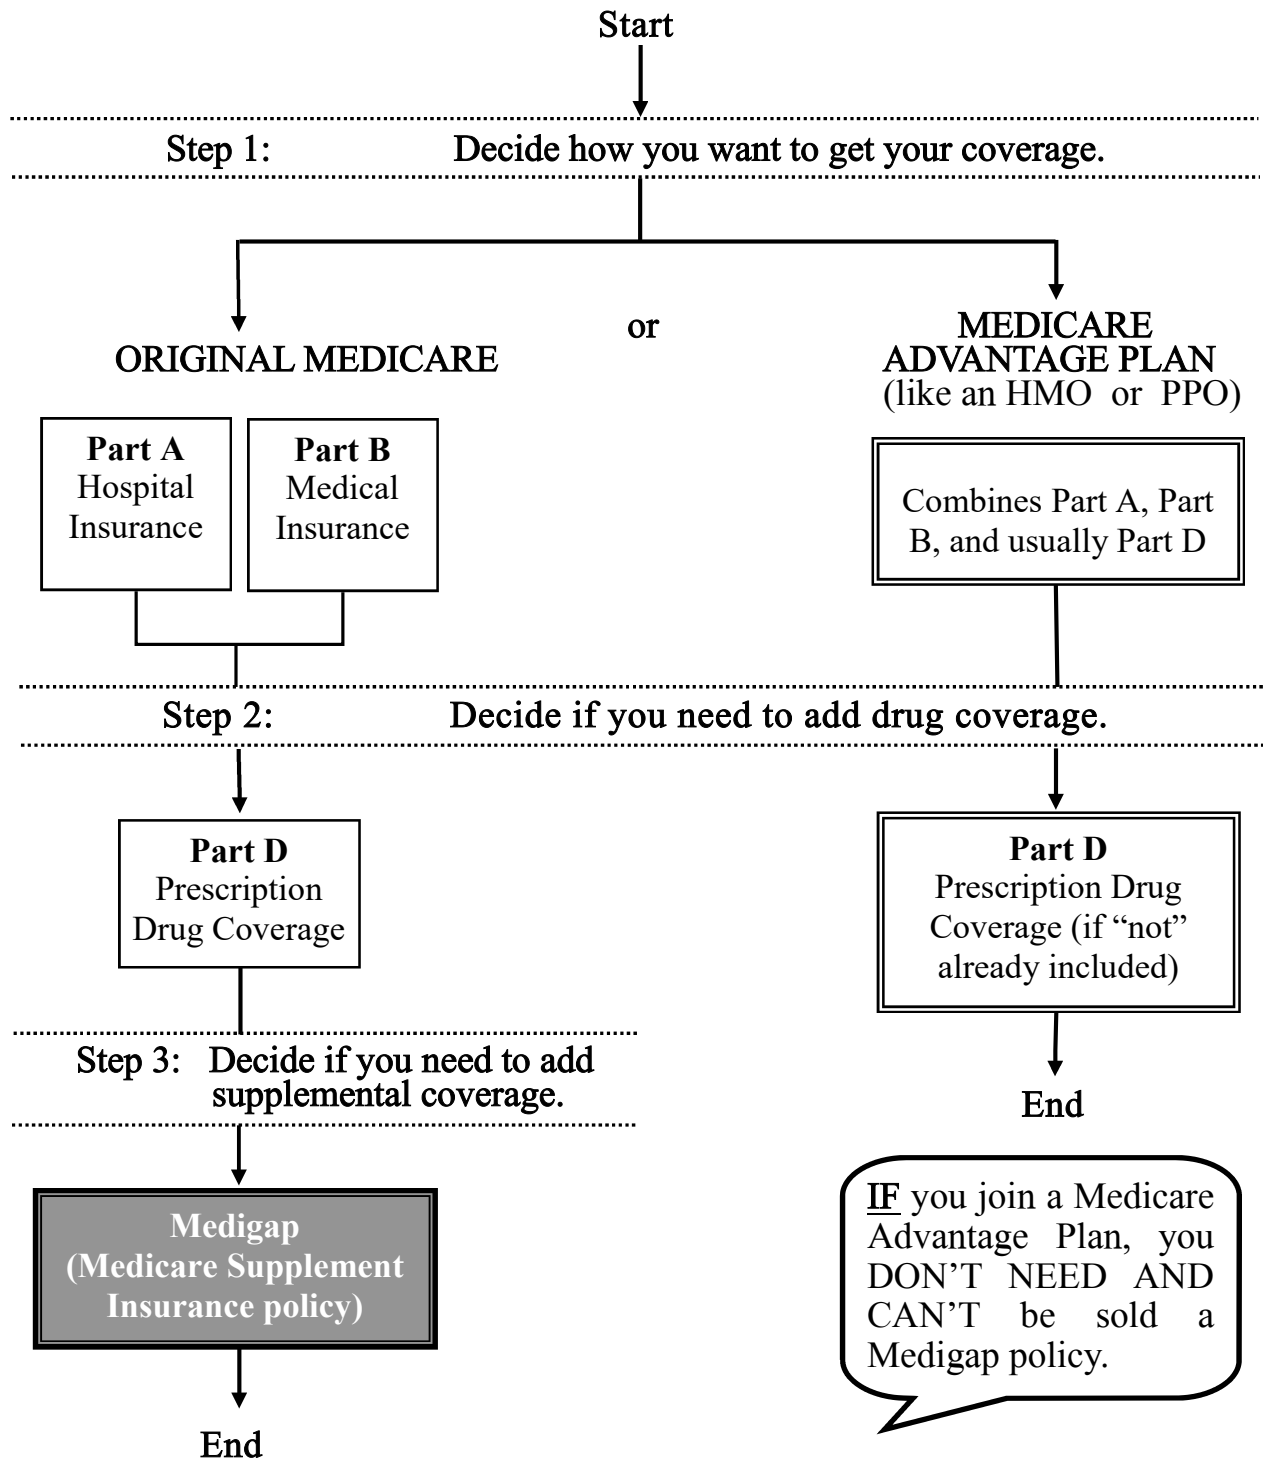 Start
Step 1: Decide how you want to get your coverage.
or
ORIGINAL MEDICARE
MEDICARE
ADVANTAGE PLAN
(like an HMO or PPO)
Part A
Hospital
Insurance
Part B
Medical
Insurance
Combines Part A, Part
B, and usually Part D
Step 2: Decide if you need to add drug coverage.
Part D
Prescription
Drug Coverage
Part D
Prescription Drug
Coverage (if “not”
already included)
Step 3: Decide if you need to add
supplemental coverage.
End
Medigap
(Medicare Supplement
Insurance policy)
End
IF you join a Medicare
Advantage Plan, you
DON’T NEED AND
CAN’T be sold a
Medigap policy.